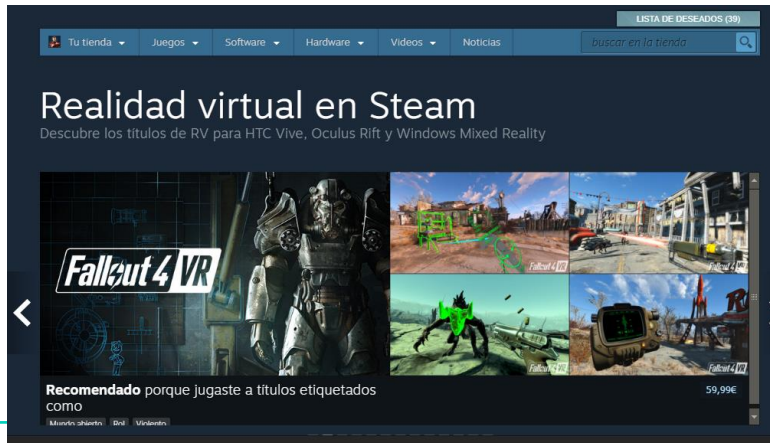 LISTA DE DESEADOS (39)
Tu tienda Juegos Software Hardware Videos Noticias buscar en la tienda
Realidad virtual en Steam
Descubre los títulos de RV para HTC Vive, Oculus Rift y Windows Mixed Reality
Fallout 4 VR
Fallout 4 VR
Fallout 4 VR
Fallout 4 VR
Fallout 4 VR
Recomendado porque jugaste a títulos etiquetados
como
59,99€
Mundo abierto Rol Violento